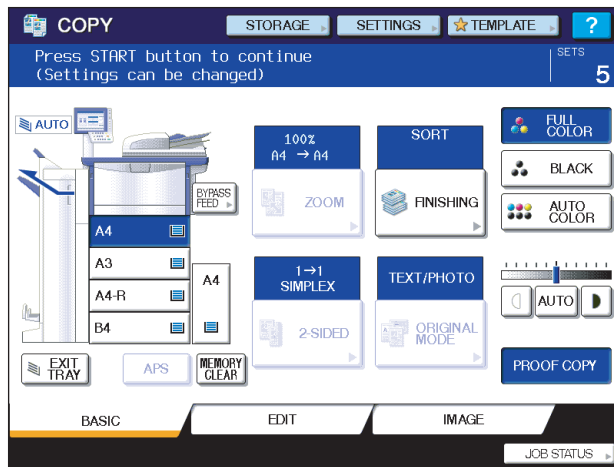 COPY
STORAGE
SETTINGS
TEMPLATE
?
Press START button to continue
(Settings can be changed)
SETS
5
AUTO
BYPASS
FEED
A4
A3
A4-R
B4
A4
EXIT
TRAY
APS
MEMORY
CLEAR
100%
A4 → A4
ZOOM
SORT
FINISHING
1→1
SIMPLEX
2-SIDED
TEXT/PHOTO
ORIGINAL
MODE
FULL
COLOR
BLACK
AUTO
COLOR
AUTO
PROOF COPY
BASIC
EDIT
IMAGE
JOB STATUS